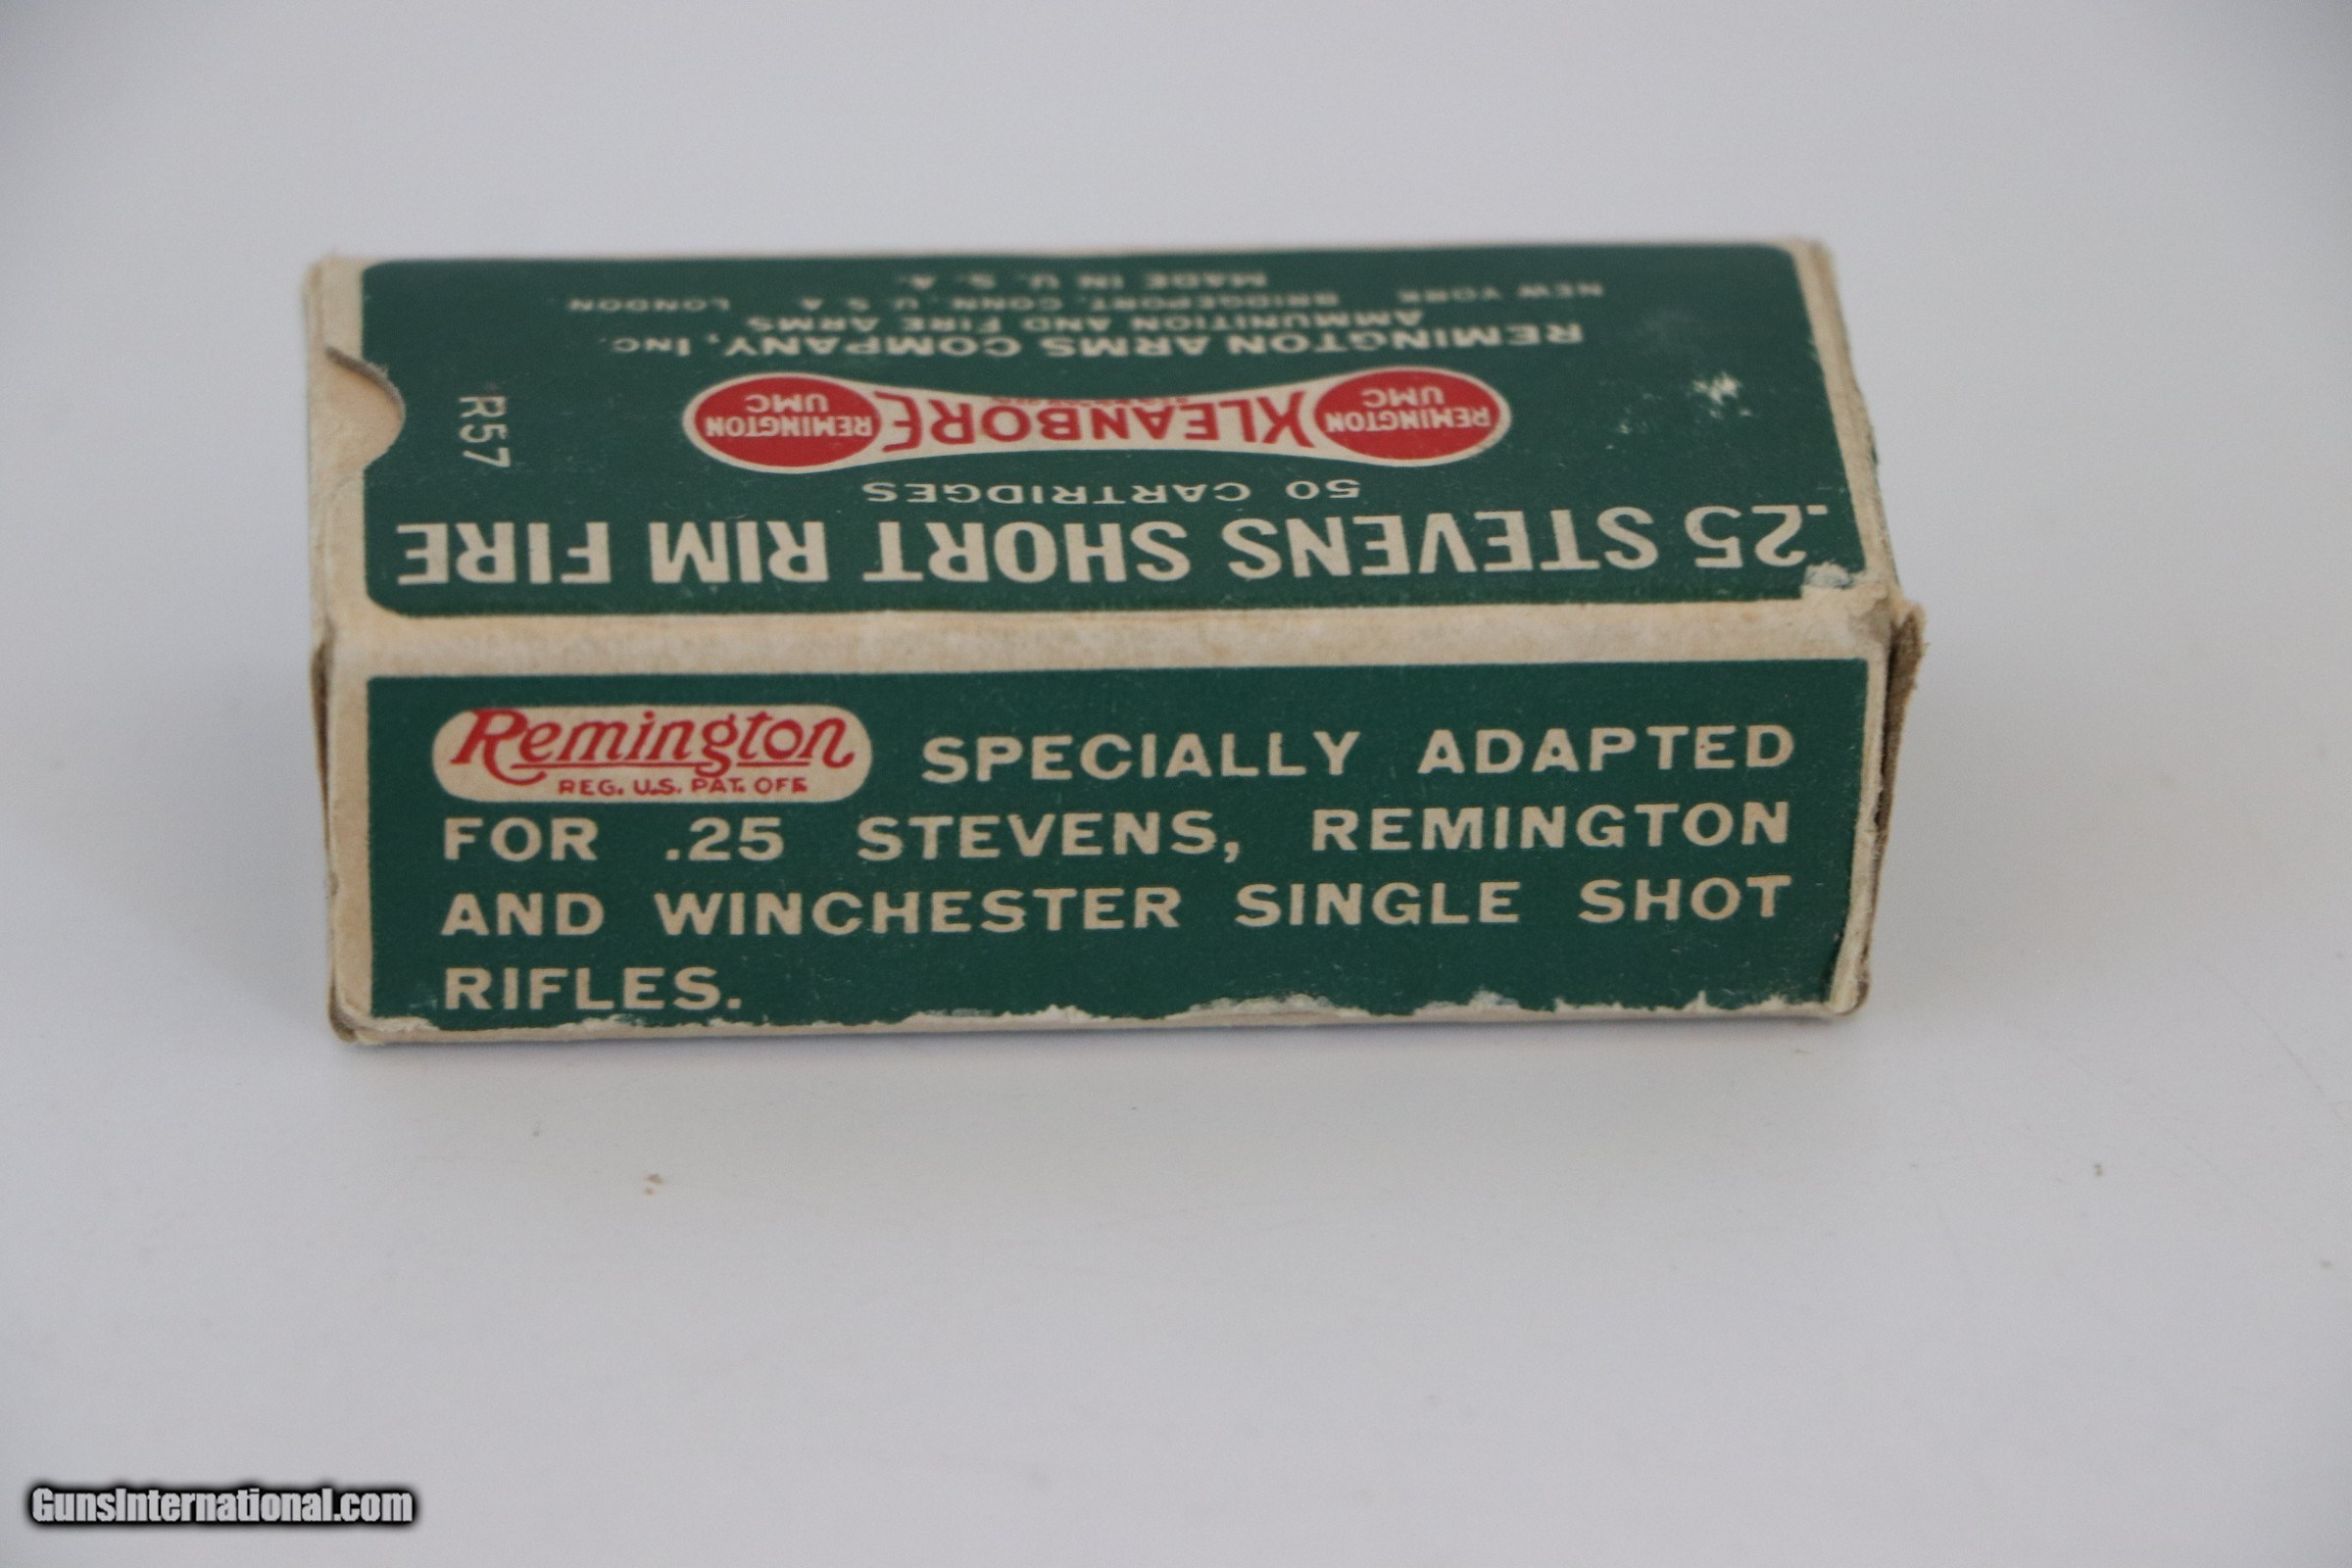 .25 STEVENS SHORT RIM FIRE
50 CARTRIDGES
REMINGTON UMC KLEANBORE REMINGTON UMC
REMINGTON ARMS COMPANY, INC.
AMMUNITION AND FIRE ARMS
NEW YORK BRIDGEPORT, CONN. U. S. A. LONDON
MADE IN U. S. A.
R57
Remington SPECIALLY ADAPTED
REG. U.S. PAT. OFF.
FOR .25 STEVENS, REMINGTON
AND WINCHESTER SINGLE SHOT
RIFLES.
GunsInternational.com